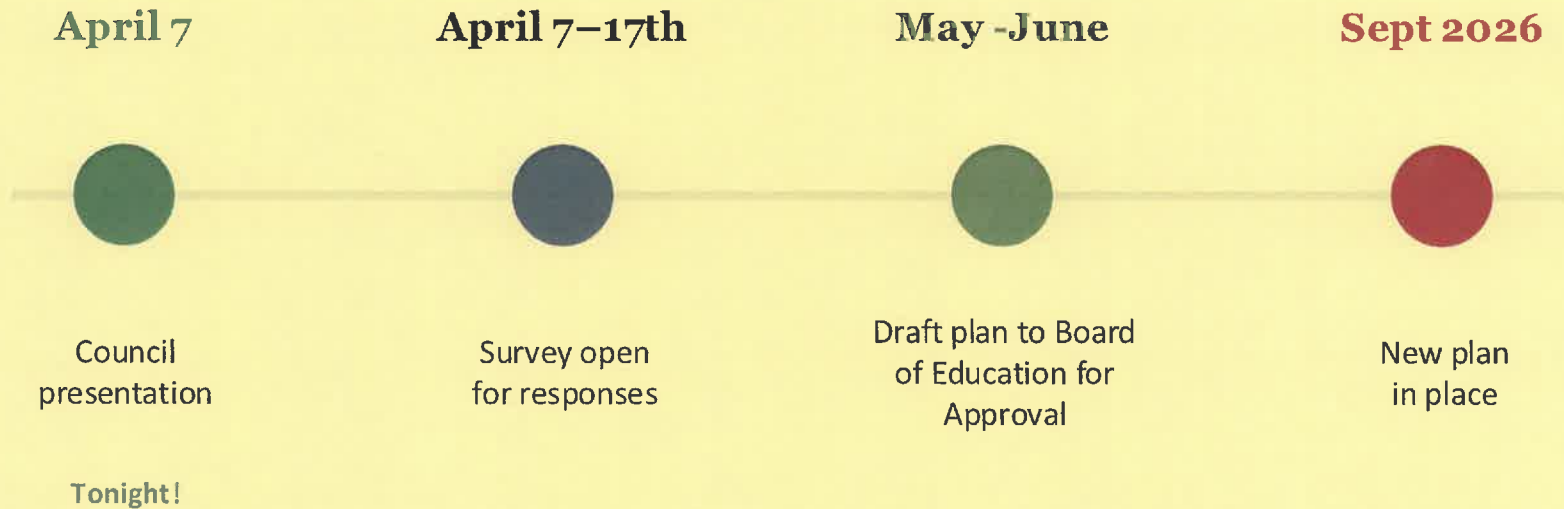 April 7
Council
presentation
Tonight!
April 7–17th
Survey open
for responses
May -June
Draft plan to Board
of Education for
Approval
Sept 2026
New plan
in place